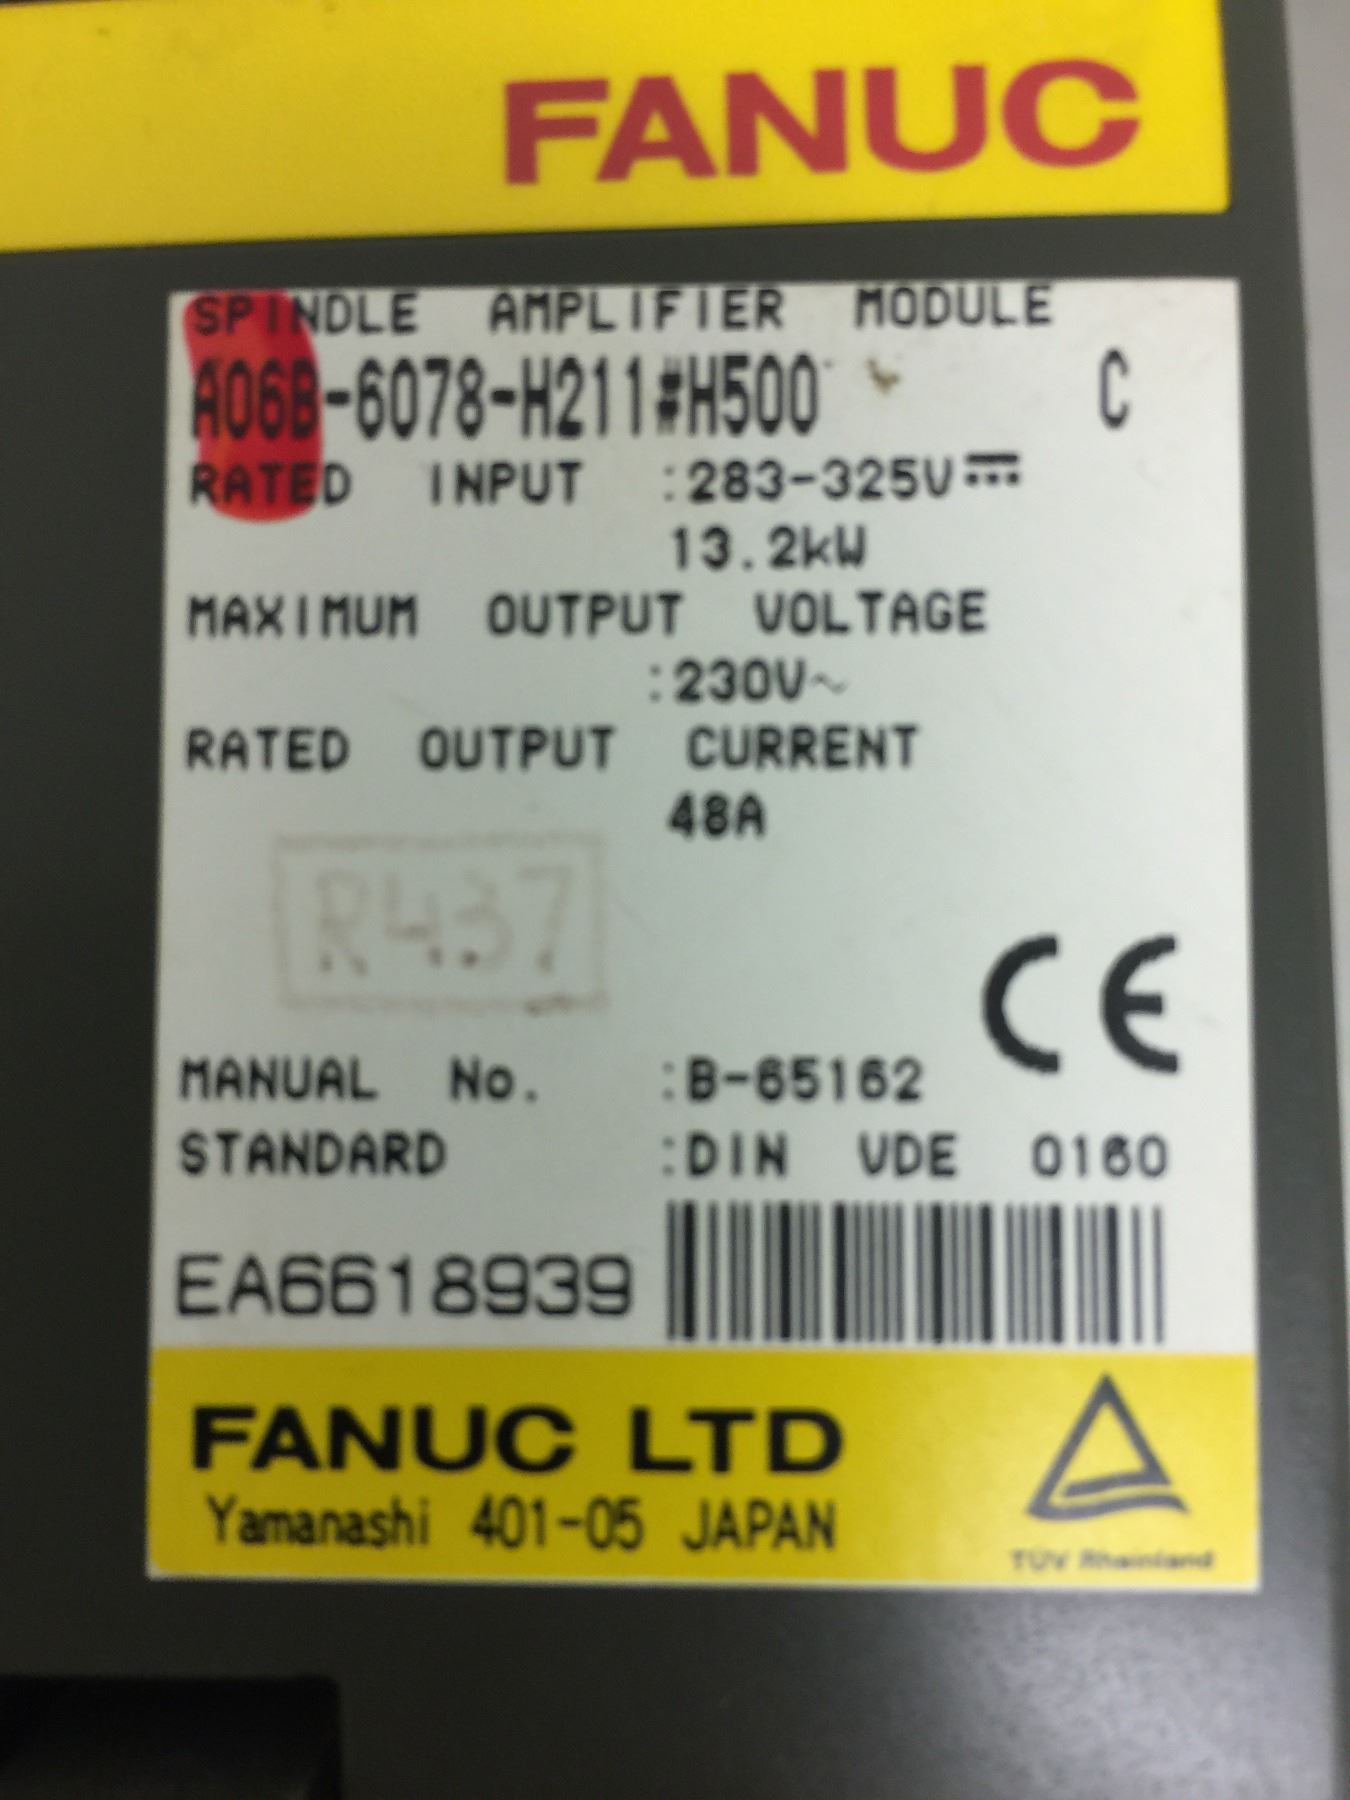 FANUC
SPINDLE AMPLIFIER MODULE
A06B-6078-H211#H500 C
RATED INPUT :283-325V⎓
13.2kW
MAXIMUM OUTPUT VOLTAGE
:230V~
RATED OUTPUT CURRENT
48A
R437
CE
MANUAL No. :B-65162
STANDARD :DIN VDE 0160
EA6618939
FANUC LTD
Yamanashi 401-05 JAPAN
TÜV Rheinland